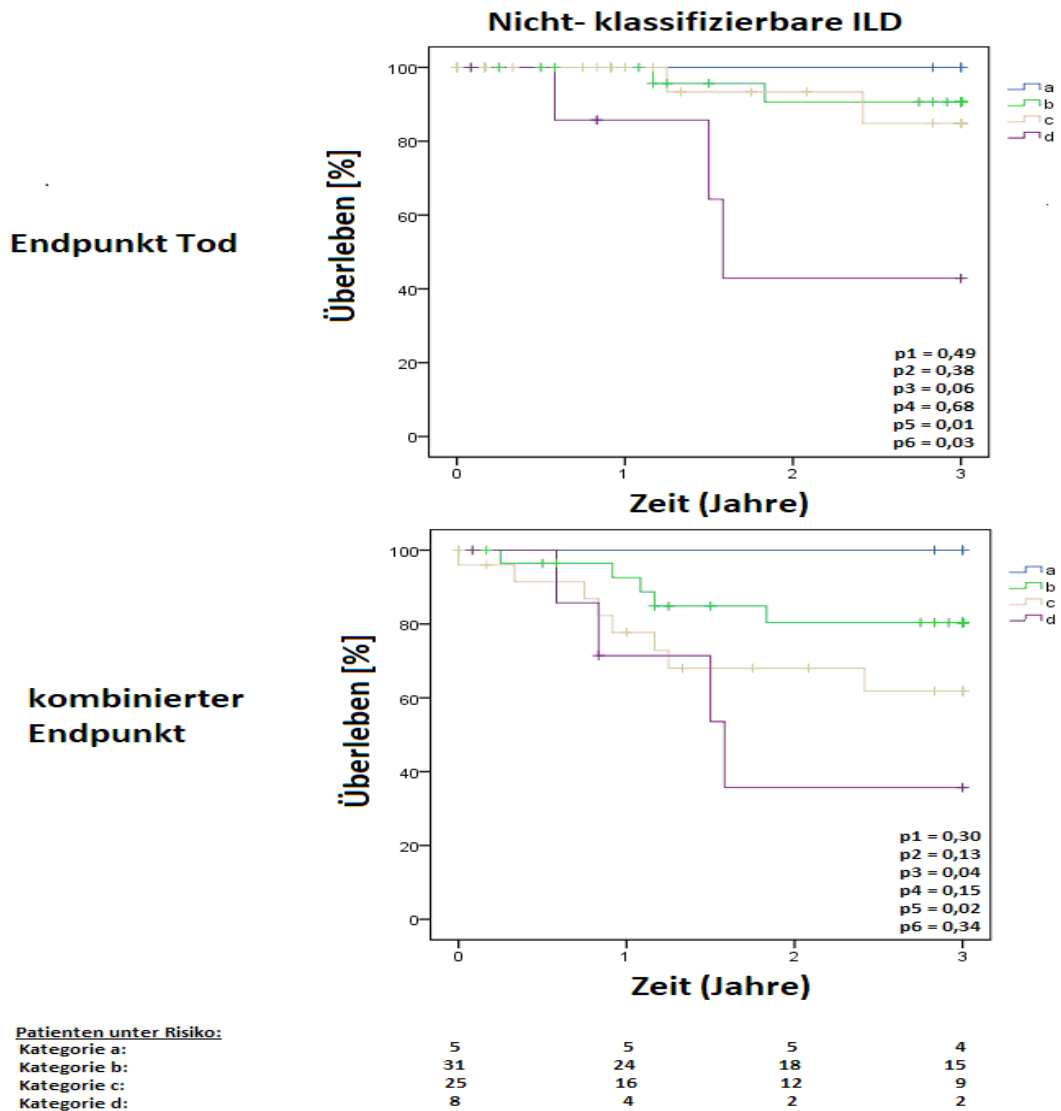 Nicht- klassifizierbare ILD
Endpunkt Tod
Überleben [%]
100
80
60
40
20
0
a
b
c
d
p1 = 0,49
p2 = 0,38
p3 = 0,06
p4 = 0,68
p5 = 0,01
p6 = 0,03
0 1 2 3
Zeit (Jahre)
kombinierter
Endpunkt
Überleben [%]
100
80
60
40
20
0
a
b
c
d
p1 = 0,30
p2 = 0,13
p3 = 0,04
p4 = 0,15
p5 = 0,02
p6 = 0,34
0 1 2 3
Zeit (Jahre)
Patienten unter Risiko:
Kategorie a: 5 5 5 4
Kategorie b: 31 24 18 15
Kategorie c: 25 16 12 9
Kategorie d: 8 4 2 2